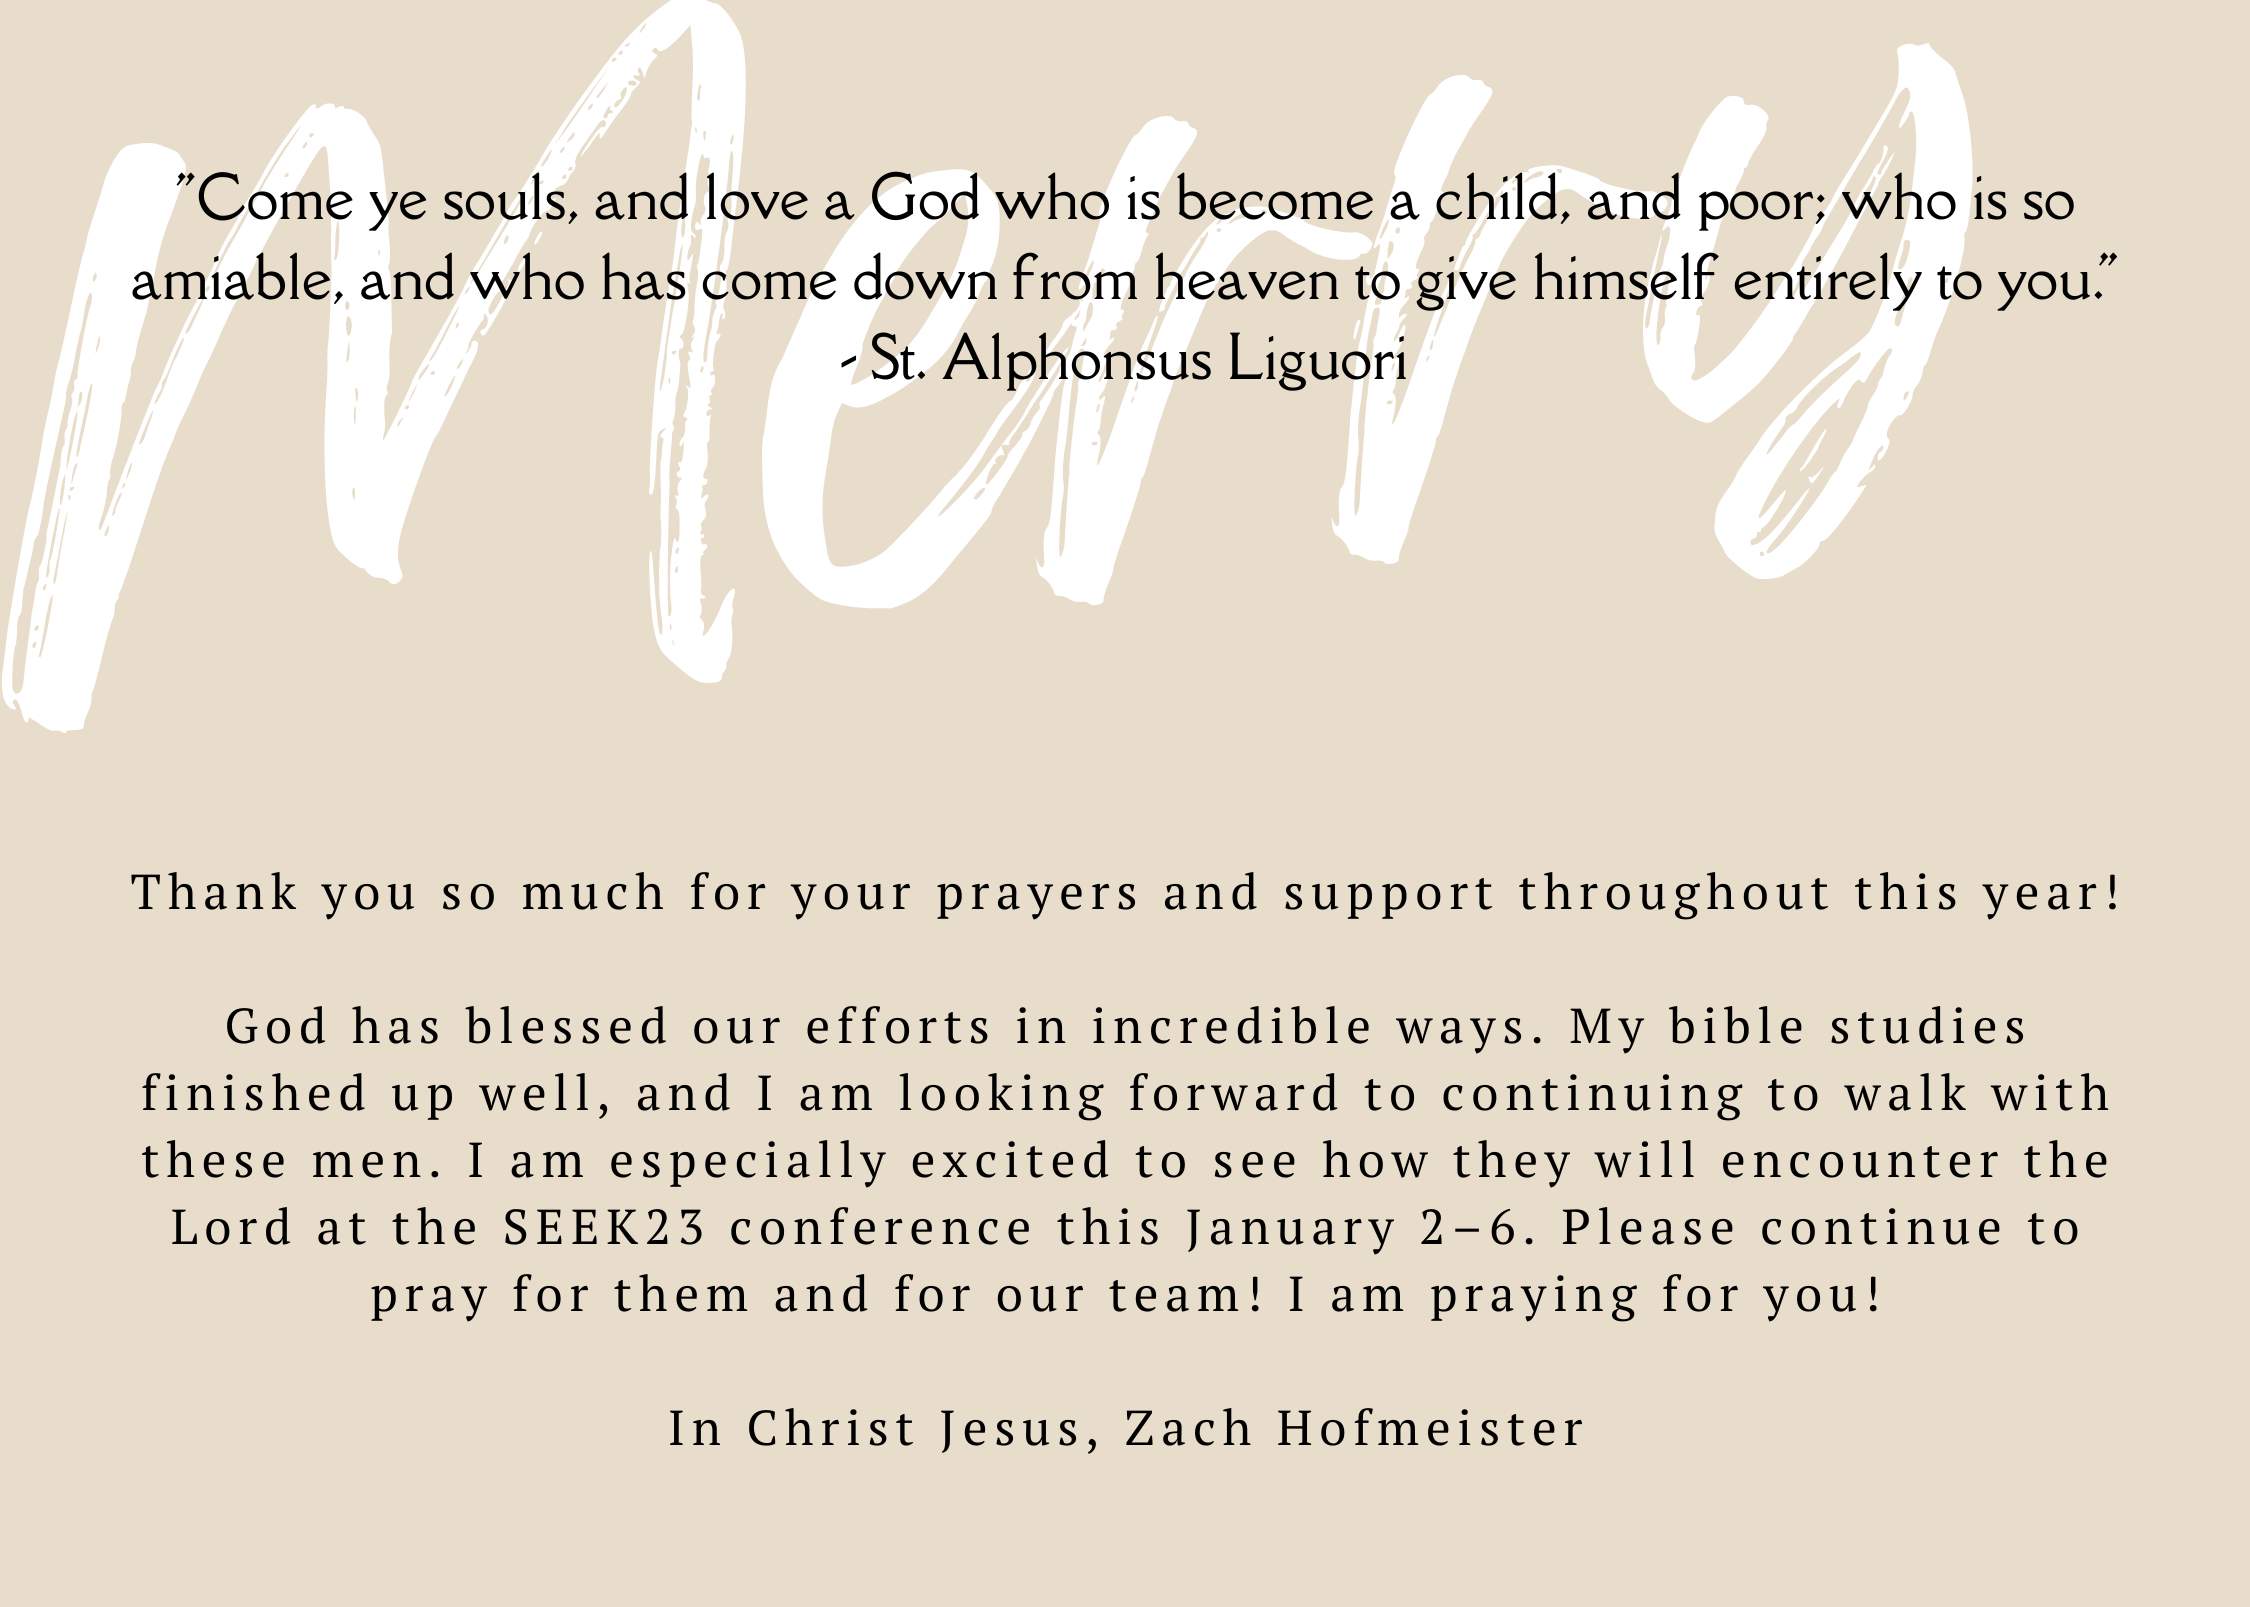 Merry
"Come ye souls, and love a God who is become a child, and poor; who is so
amiable, and who has come down from heaven to give himself entirely to you."
- St. Alphonsus Liguori
Thank you so much for your prayers and support throughout this year!
God has blessed our efforts in incredible ways. My bible studies
finished up well, and I am looking forward to continuing to walk with
these men. I am especially excited to see how they will encounter the
Lord at the SEEK23 conference this January 2–6. Please continue to
pray for them and for our team! I am praying for you!
In Christ Jesus, Zach Hofmeister